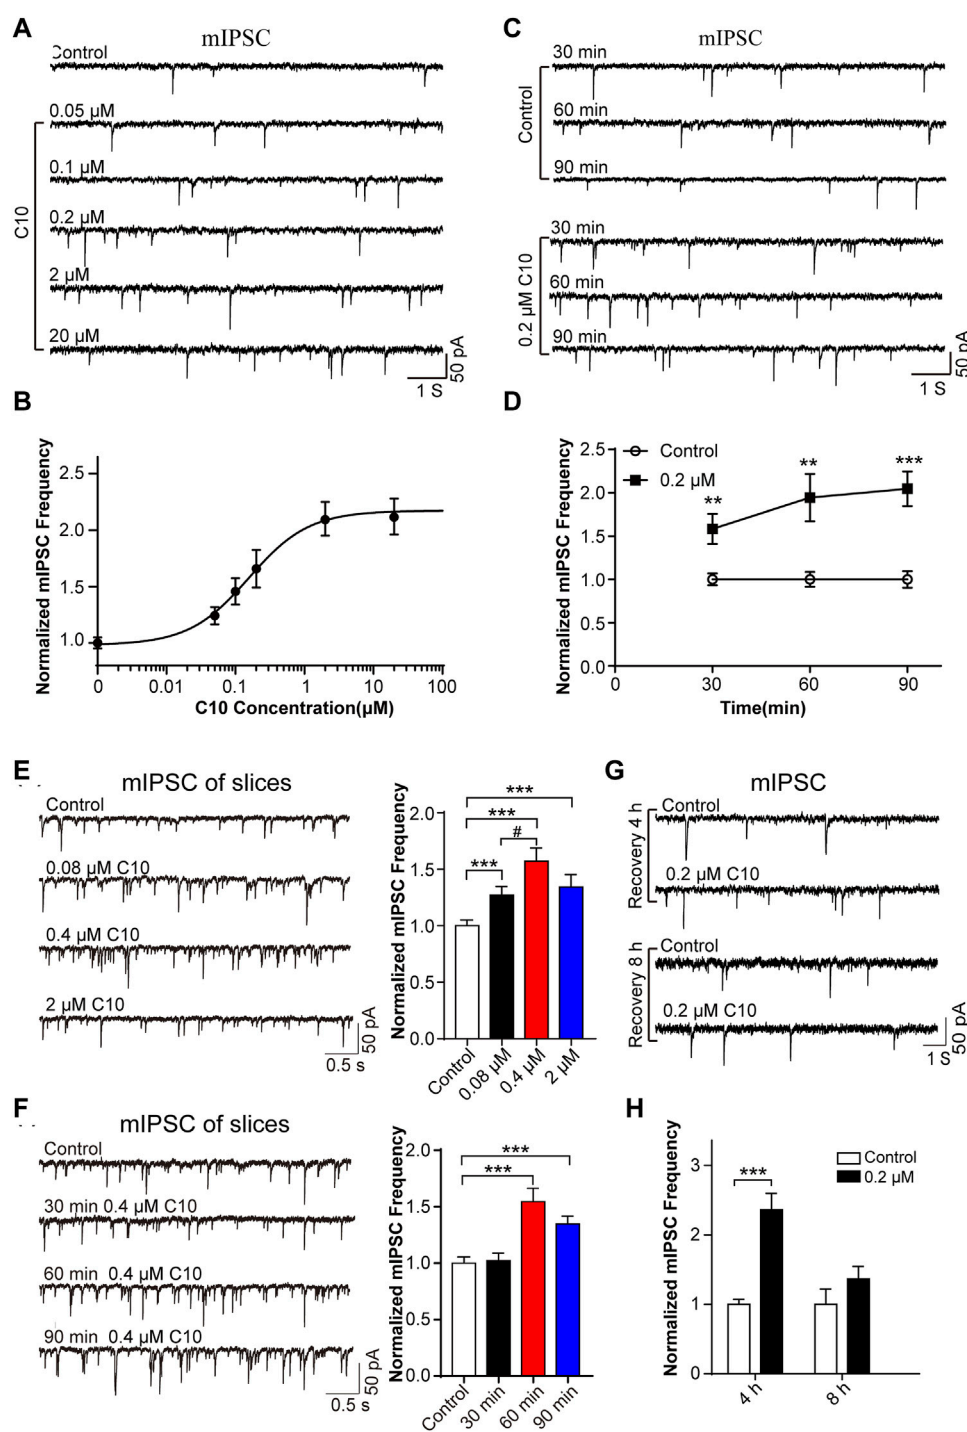 A
mIPSC
Control
0.05 µM
0.1 µM
0.2 µM
2 µM
20 µM
C10
1 S
50 pA
C
mIPSC
30 min
60 min
90 min
Control
30 min
60 min
90 min
0.2 µM C10
1 S
50 pA
B
Normalized mIPSC Frequency
2.5
2.0
1.5
1.0
0
0.01
0.1
1
10
100
C10 Concentration(µM)
D
Normalized mIPSC Frequency
2.5
2.0
1.5
1.0
0.5
0.0
Control
0.2 µM
**
**
***
0
30
60
90
Time(min)
E
mIPSC of slices
Control
0.08 µM C10
0.4 µM C10
2 µM C10
50 pA
0.5 s
Normalized mIPSC Frequency
2.0
1.5
1.0
0.5
0.0
***
***
#
***
Control
0.08 µM
0.4 µM
2 µM
G
mIPSC
Recovery 4 h
Control
0.2 µM C10
Recovery 8 h
Control
0.2 µM C10
50 pA
1 S
F
mIPSC of slices
Control
30 min 0.4 µM C10
60 min 0.4 µM C10
90 min 0.4 µM C10
50 pA
0.5 s
Normalized mIPSC Frequency
2.0
1.5
1.0
0.5
0.0
***
***
Control
30 min
60 min
90 min
H
Normalized mIPSC Frequency
3
2
1
0
***
Control
0.2 µM
4 h
8 h